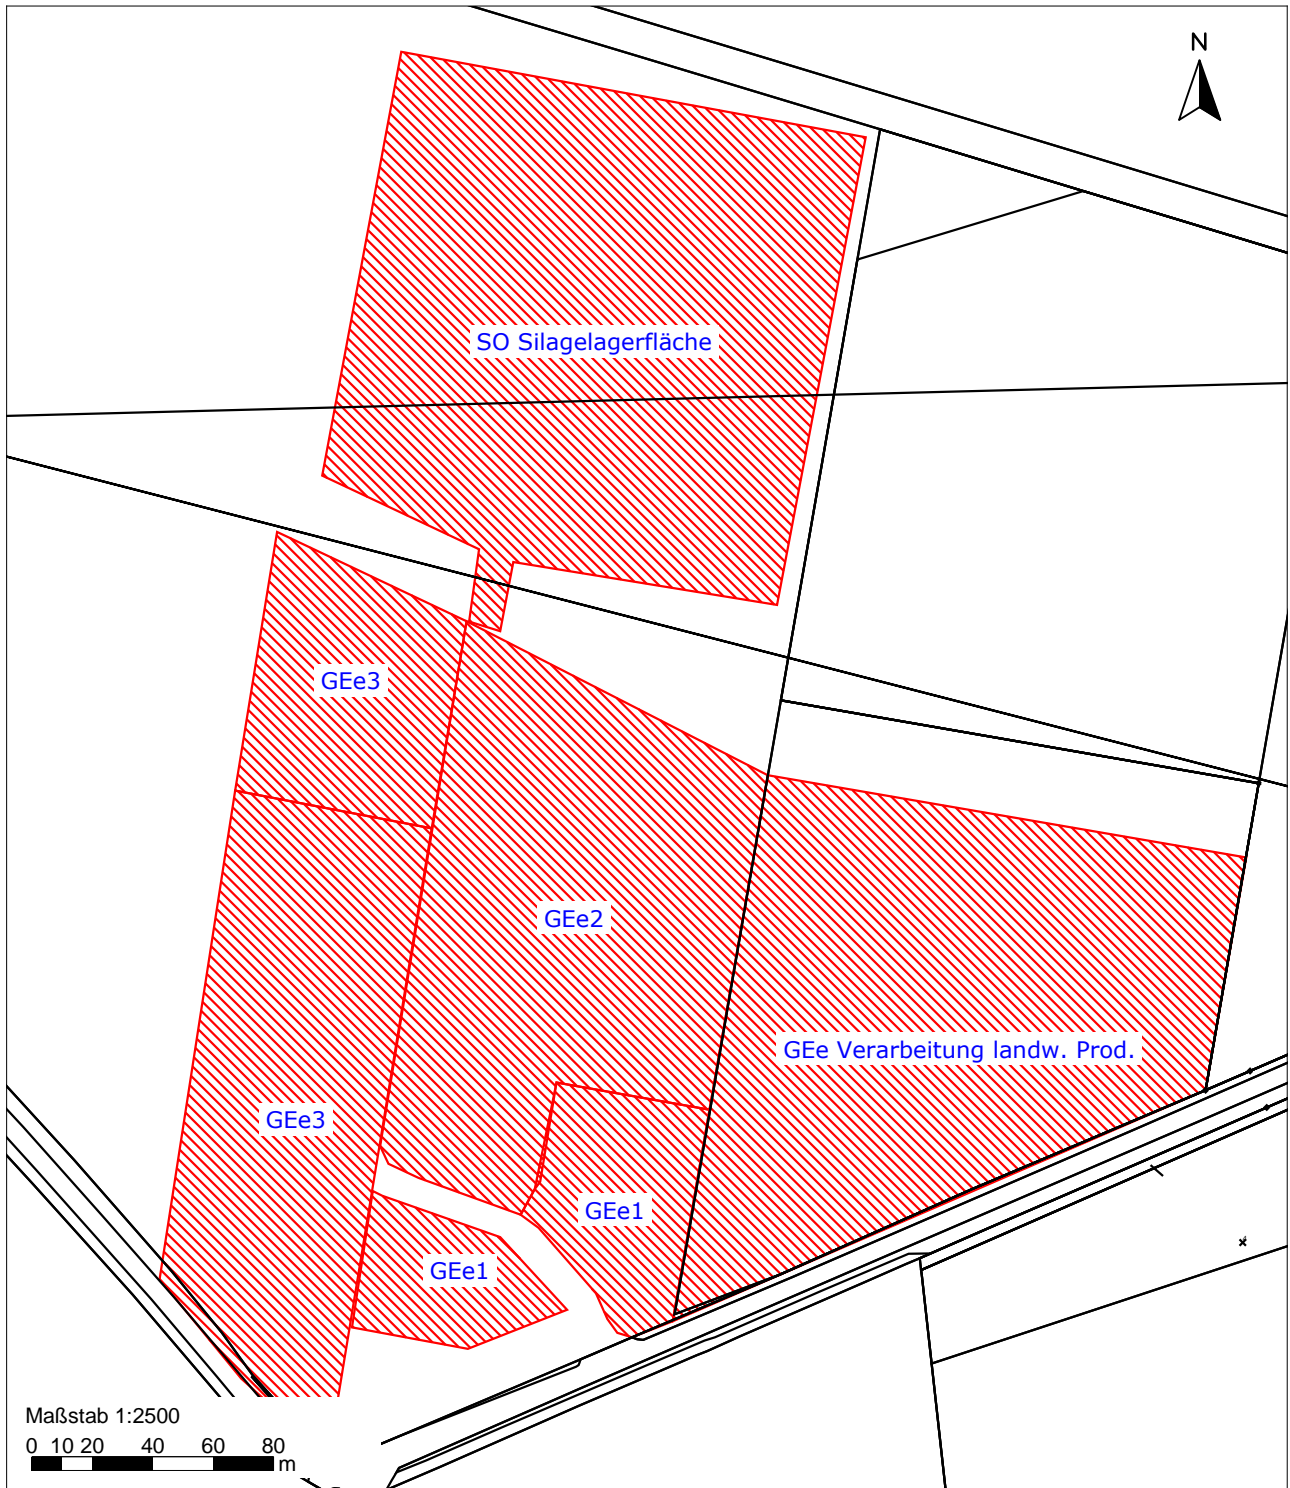 N
SO Silagelagerfläche
GEe3
GEe2
GEe Verarbeitung landw. Prod.
GEe3
GEe1
GEe1
Maßstab 1:2500
0 10 20 40 60 80
m